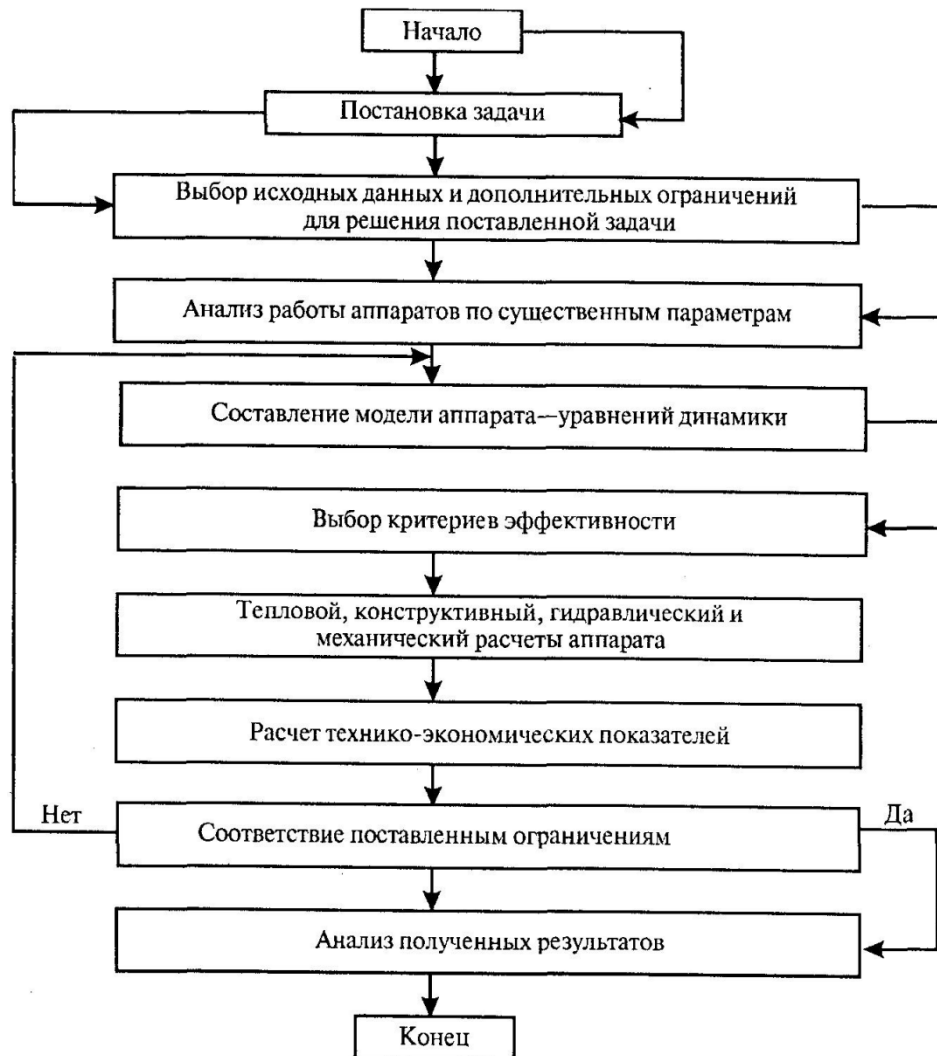 Начало
Постановка задачи
Выбор исходных данных и дополнительных ограничений
для решения поставленной задачи
Анализ работы аппаратов по существенным параметрам
Составление модели аппарата—уравнений динамики
Выбор критериев эффективности
Тепловой, конструктивный, гидравлический и
механический расчеты аппарата
Расчет технико-экономических показателей
Нет
Соответствие поставленным ограничениям
Да
Анализ полученных результатов
Конец